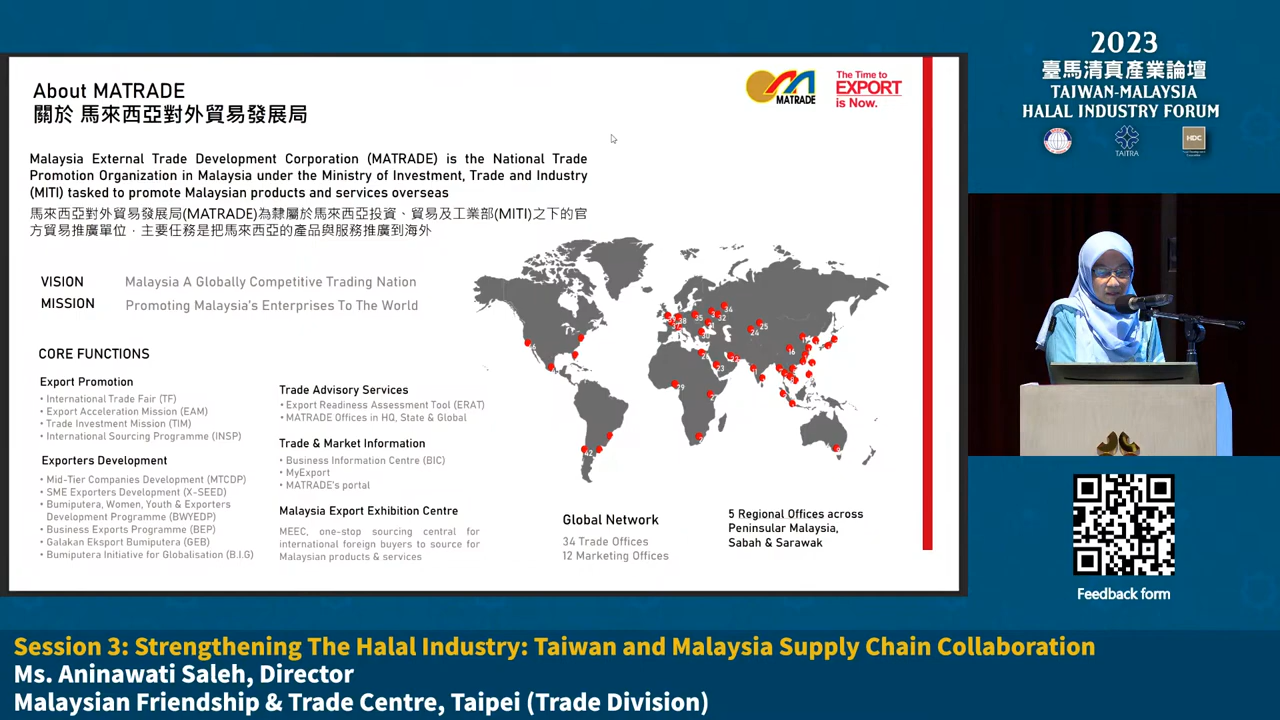 About MATRADE
關於 馬來西亞對外貿易發展局
MATRADE
The Time to
EXPORT
is Now.
Malaysia External Trade Development Corporation (MATRADE) is the National Trade
Promotion Organization in Malaysia under the Ministry of Investment, Trade and Industry
(MITI) tasked to promote Malaysian products and services overseas
馬來西亞對外貿易發展局(MATRADE)為隸屬於馬來西亞投資、貿易及工業部(MITI)之下的官
方貿易推廣單位，主要任務是把馬來西亞的產品與服務推廣到海外
VISION Malaysia A Globally Competitive Trading Nation
MISSION Promoting Malaysia's Enterprises To The World
CORE FUNCTIONS
Export Promotion
• International Trade Fair (TF)
• Export Acceleration Mission (EAM)
• Trade Investment Mission (TIM)
• International Sourcing Programme (INSP)
Exporters Development
• Mid-Tier Companies Development (MTCDP)
• SME Exporters Development (X-SEED)
• Bumiputera, Women, Youth & Exporters
Development Programme (BWYEDP)
• Business Exports Programme (BEP)
• Galakan Eksport Bumiputera (GEB)
• Bumiputera Initiative for Globalisation (B.I.G)
Trade Advisory Services
• Export Readiness Assessment Tool (ERAT)
• MATRADE Offices in HQ, State & Global
Trade & Market Information
• Business Information Centre (BIC)
• MyExport
• MATRADE's portal
Malaysia Export Exhibition Centre
MEEC, one-stop sourcing central for
international foreign buyers to source for
Malaysian products & services
34
35
32
25
24
23
Global Network
34 Trade Offices
12 Marketing Offices
5 Regional Offices across
Peninsular Malaysia,
Sabah & Sarawak
2023
臺馬清真產業論壇
TAIWAN-MALAYSIA
HALAL INDUSTRY FORUM
TAITRA
HDC
Feedback form
Session 3: Strengthening The Halal Industry: Taiwan and Malaysia Supply Chain Collaboration
Ms. Aninawati Saleh, Director
Malaysian Friendship & Trade Centre, Taipei (Trade Division)